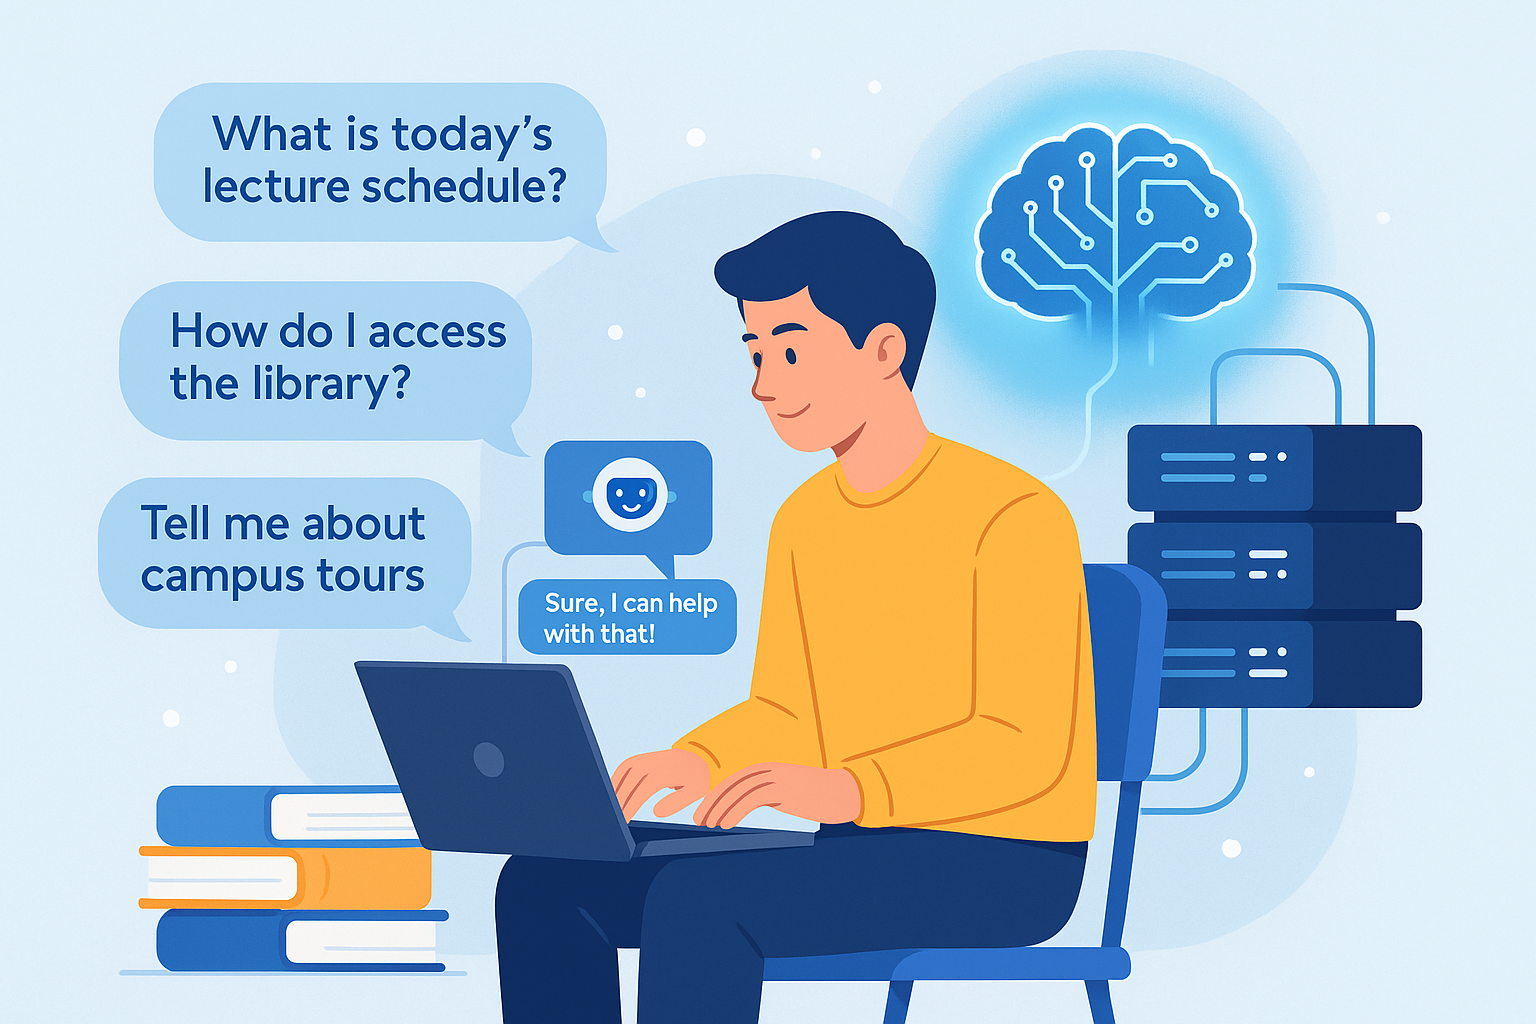 What is today’s
lecture schedule?
How do I access
the library?
Tell me about
campus tours
Sure, I can help
with that!